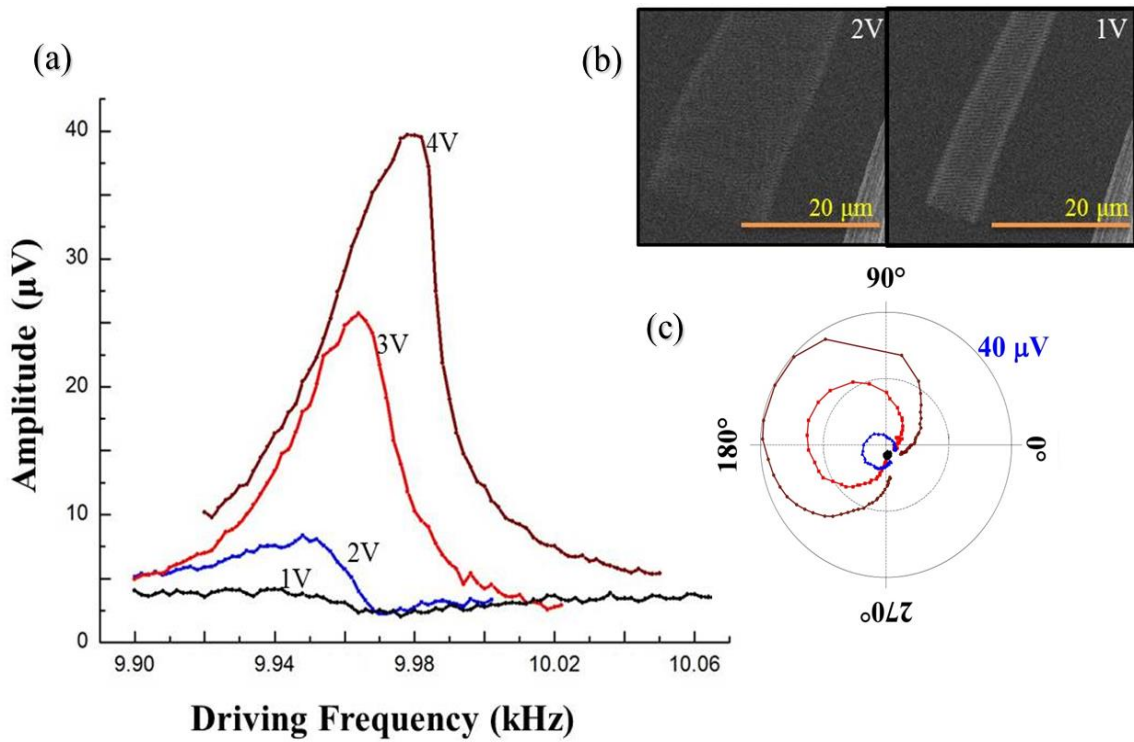 (a)
Amplitude (µV)
40
30
20
10
0
4V
3V
2V
1V
9.90
9.94
9.98
10.02
10.06
Driving Frequency (kHz)
(b)
2V
20 µm
1V
20 µm
(c)
90°
40 µV
180°
0°
270°